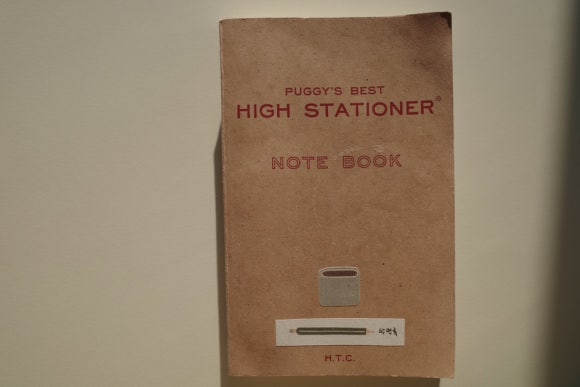 PUGGY'S BEST
HIGH STATIONER®
NOTE BOOK
H.T.C.